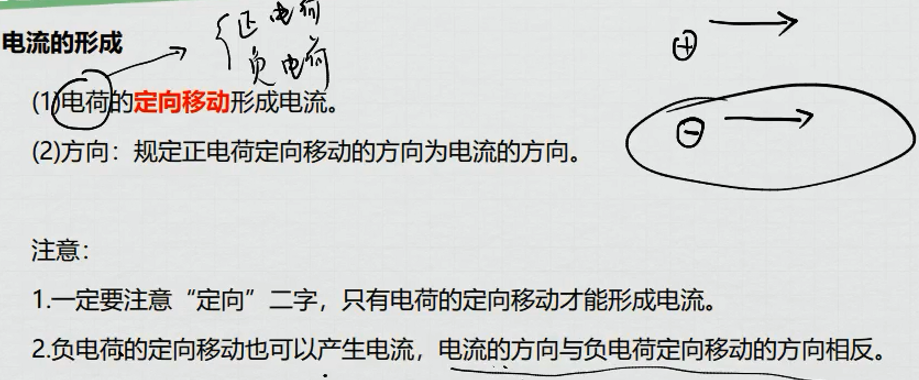 电流的形成
正电荷
负电荷
(1)电荷的定向移动形成电流。
(2)方向：规定正电荷定向移动的方向为电流的方向。
⊕
⊖
注意：
1.一定要注意“定向”二字，只有电荷的定向移动才能形成电流。
2.负电荷的定向移动也可以产生电流，电流的方向与负电荷定向移动的方向相反。